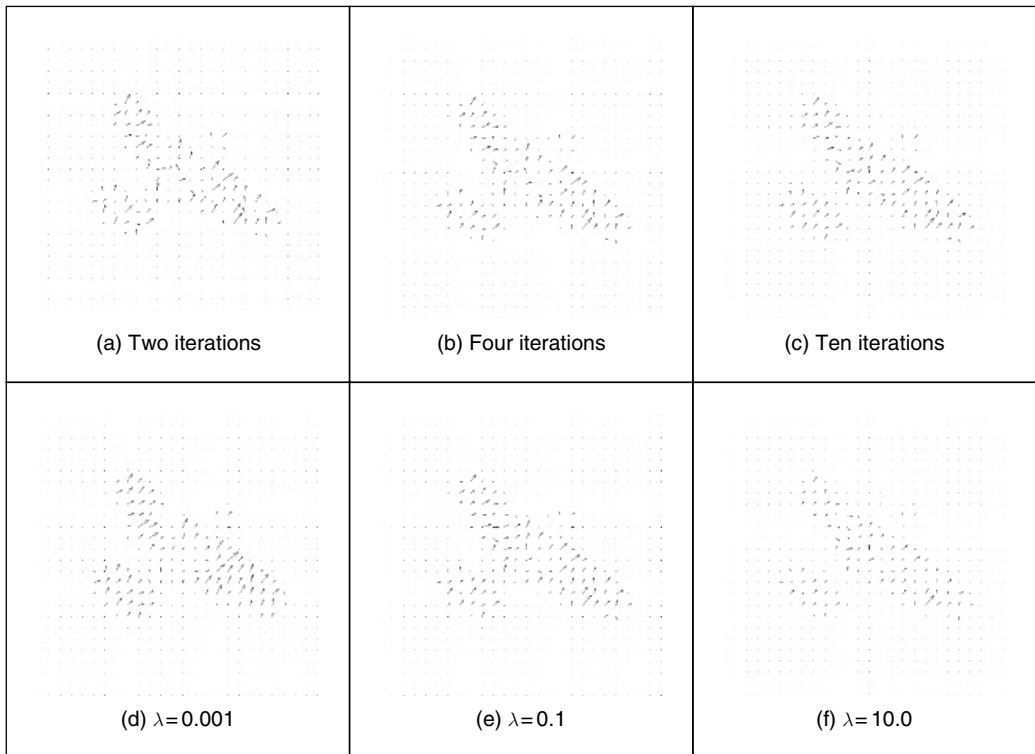 (a) Two iterations
(b) Four iterations
(c) Ten iterations
(d) λ=0.001
(e) λ=0.1
(f) λ=10.0